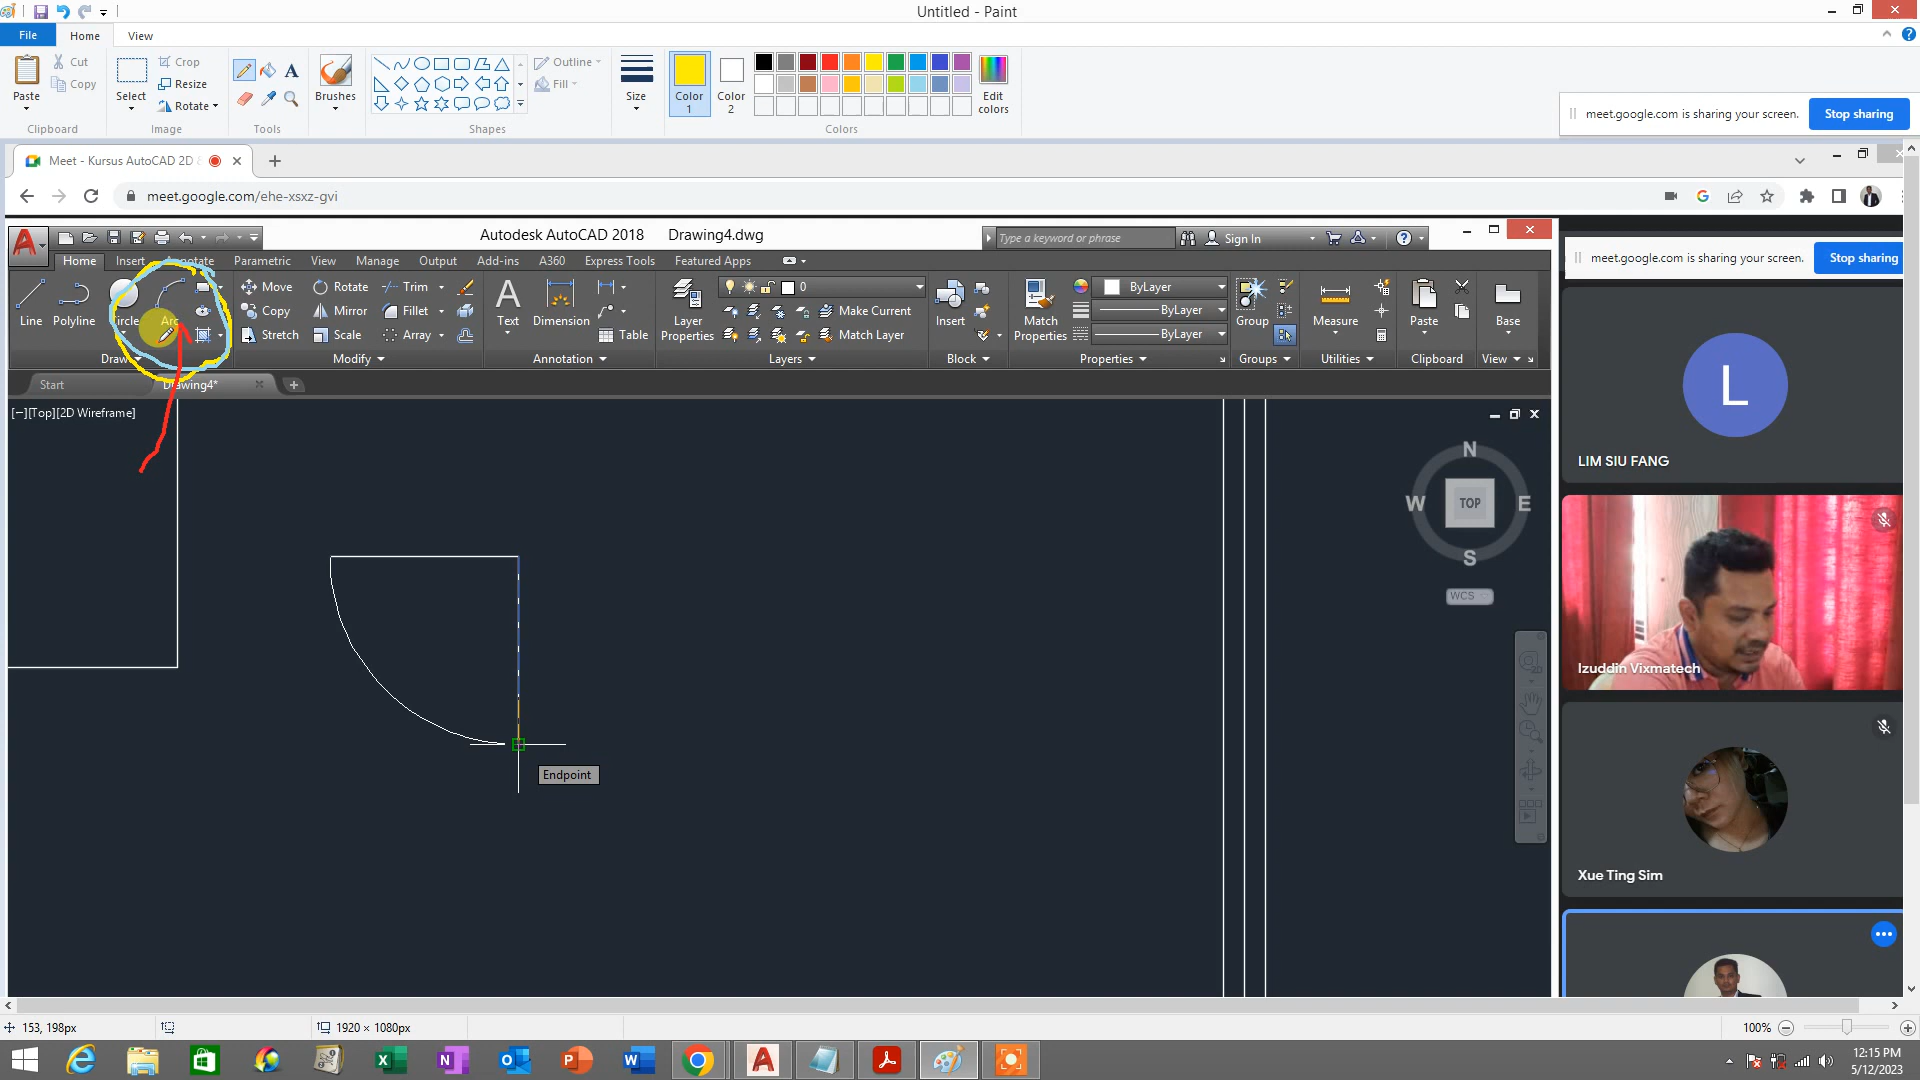 Untitled - Paint
File Home View
Paste Cut Copy Clipboard
Select Crop Resize Rotate Image
Tools
Brushes
Shapes
Outline Fill
Size
Color 1 Color 2 Edit colors
Colors
meet.google.com is sharing your screen. Stop sharing
Meet - Kursus AutoCAD 2D
meet.google.com/ehe-xsxz-gvi
Autodesk AutoCAD 2018 Drawing4.dwg Type a keyword or phrase Sign In
meet.google.com is sharing your screen. Stop sharing
Home Insert Annotate Parametric View Manage Output Add-ins A360 Express Tools Featured Apps
Line Polyline Circle Arc
Move Rotate Trim
Copy Mirror Fillet
Stretch Scale Array
Text Dimension Table
Layer Properties 0 Make Current Match Layer
Insert
Match Properties ByLayer ByLayer ByLayer
Group Measure Paste Base
Draw Modify Annotation Layers Block Properties Groups Utilities Clipboard View
Start Drawing4*
[−][Top][2D Wireframe]
N
W TOP E
S
WCS
2D
Endpoint
L
LIM SIU FANG
Izuddin Vixmatech
Xue Ting Sim
153, 198px 1920 × 1080px 100%
12:15 PM
5/12/2023